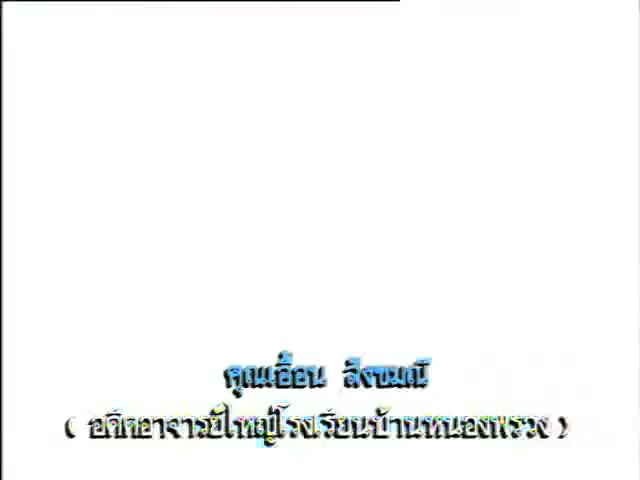 คุณเอื้อน สังขมณี
( อดีตอาจารย์ใหญ่โรงเรียนบ้านหนองพรวง )